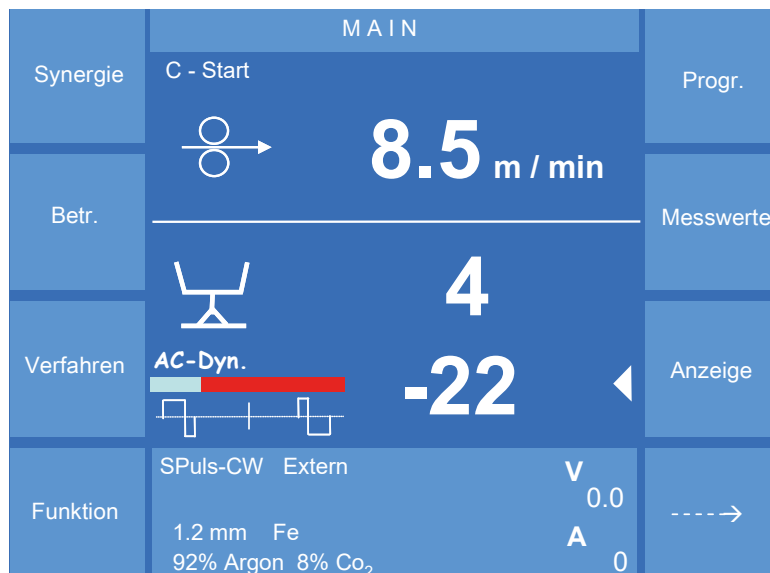 MAIN
Synergie
C - Start
Progr.
8.5 m / min
Betr.
Messwerte
4
Verfahren
AC-Dyn.
-22
Anzeige
SPuls-CW Extern
V
0.0
Funktion
1.2 mm Fe
A
92% Argon 8% Co₂
0